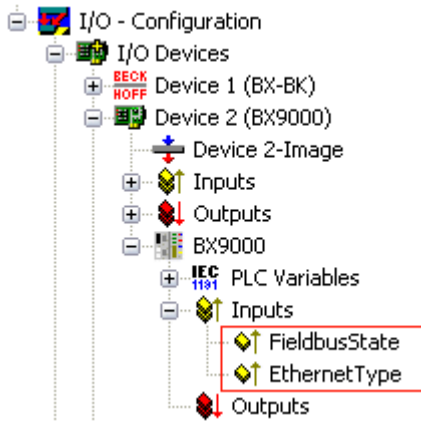 I/O - Configuration
I/O Devices
BECK
HOFF
Device 1 (BX-BK)
Device 2 (BX9000)
Device 2-Image
Inputs
Outputs
BX9000
IEC
1131
PLC Variables
Inputs
FieldbusState
EthernetType
Outputs